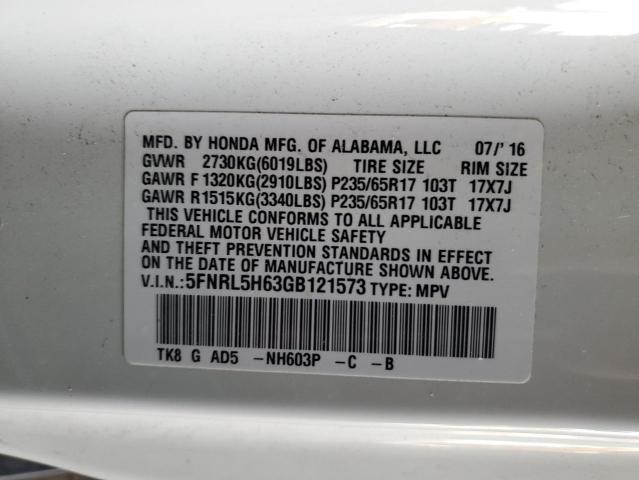 MFD. BY HONDA MFG. OF ALABAMA, LLC 07/' 16
GVWR 2730KG(6019LBS) TIRE SIZE RIM SIZE
GAWR F 1320KG(2910LBS) P235/65R17 103T 17X7J
GAWR R1515KG(3340LBS) P235/65R17 103T 17X7J
THIS VEHICLE CONFORMS TO ALL APPLICABLE
FEDERAL MOTOR VEHICLE SAFETY
AND THEFT PREVENTION STANDARDS IN EFFECT
ON THE DATE OF MANUFACTURE SHOWN ABOVE.
V.I.N.:5FNRL5H63GB121573 TYPE: MPV
TK8 G AD5 -NH603P -C -B